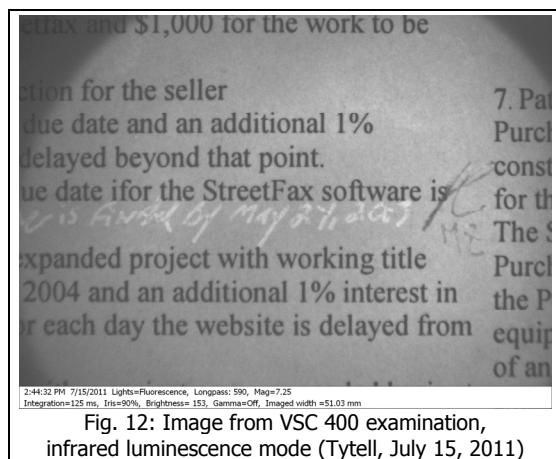 etfax and $1,000 for the work to be
ction for the seller
due date and an additional 1%
delayed beyond that point.
ue date ifor the StreetFax software is
is finished by May 24, 2003
MZ
expanded project with working title
2004 and an additional 1% interest in
or each day the website is delayed from
7. Pat
Purch
const
for th
The S
Purch
the P
equip
of an
2:44:32 PM 7/15/2011 Lights=Fluorescence, Longpass: 590, Mag=7.25
Integration=125 ms, Iris=90%, Brightness= 153, Gamma=Off, Imaged width =51.03 mm
Fig. 12: Image from VSC 400 examination,
infrared luminescence mode (Tytell, July 15, 2011)